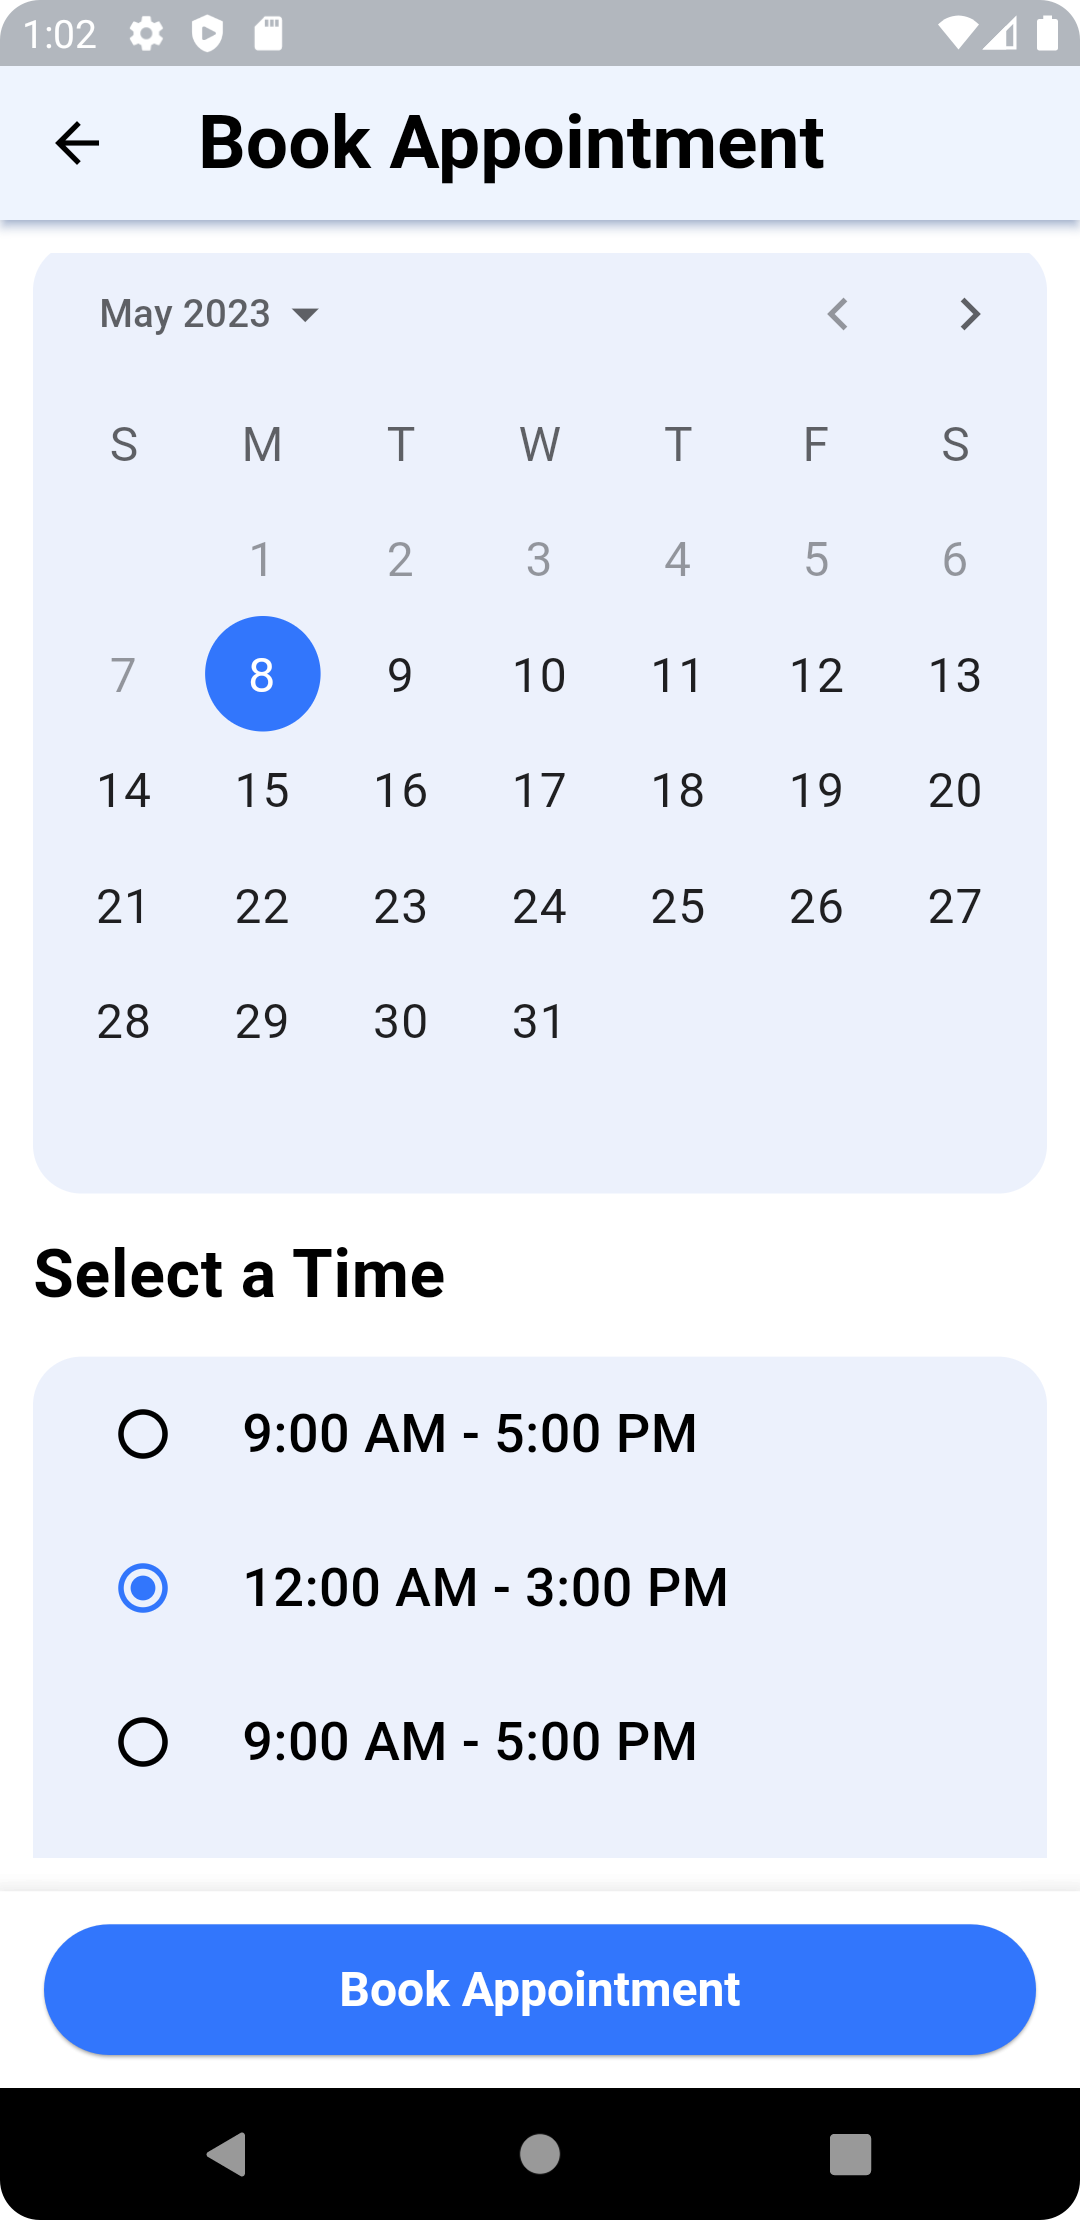 1:02
Book Appointment
May 2023
S M T W T F S
1 2 3 4 5 6
7 8 9 10 11 12 13
14 15 16 17 18 19 20
21 22 23 24 25 26 27
28 29 30 31
Select a Time
9:00 AM - 5:00 PM
12:00 AM - 3:00 PM
9:00 AM - 5:00 PM
Book Appointment